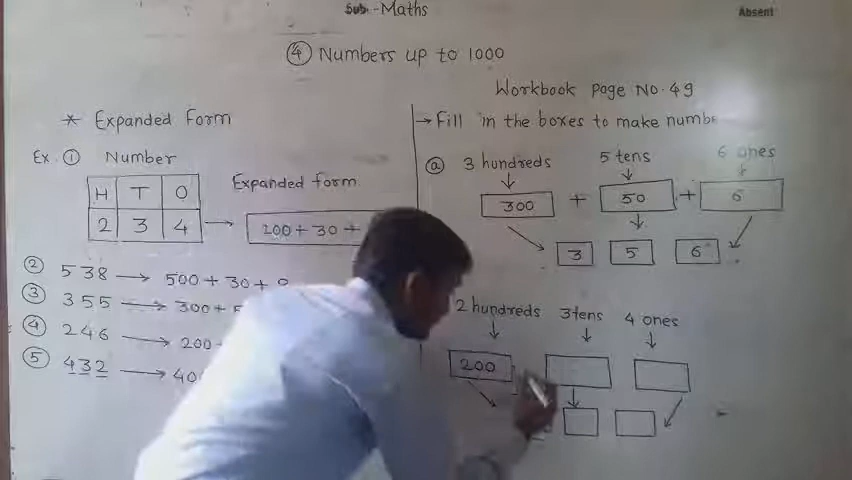 Sub.-Maths
Absent
④ Numbers up to 1000
* Expanded Form
Ex. ① Number
H T O
2 3 4
Expanded form
200 + 30 +
② 538 → 500 + 30 + 8
③ 355 → 300 +
④ 246 → 200
⑤ 432 → 40
Workbook page No. 49
→ Fill in the boxes to make numbe
ⓐ 3 hundreds 5 tens 6 ones
300 + 50 + 6
3 5 6
2 hundreds 3 tens 4 ones
200